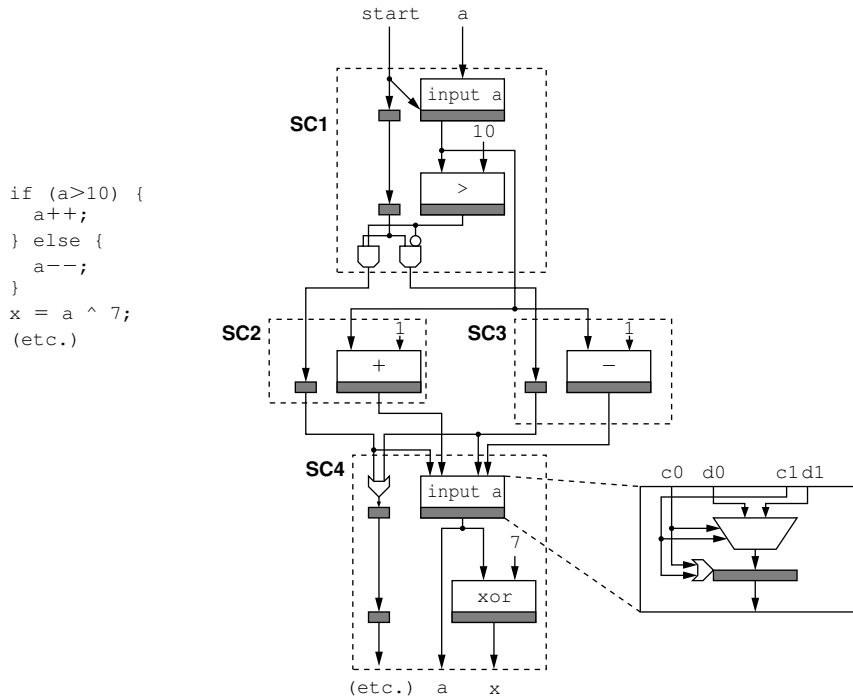 start a
input a
SC1
10
>
if (a>10) {
a++;
} else {
a--;
}
x = a ^ 7;
(etc.)
SC2
1
+
SC3
1
-
SC4
input a
c0 d0 c1 d1
7
xor
(etc.) a x